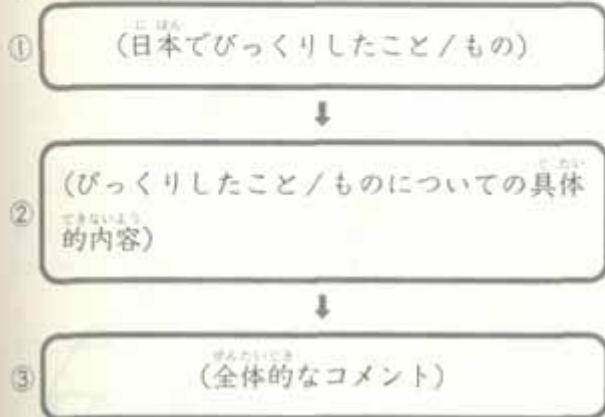 ① (日本でびっくりしたこと/もの)
⬇
② (びっくりしたこと/ものについての具体
的内容)
⬇
③ (全体的なコメント)